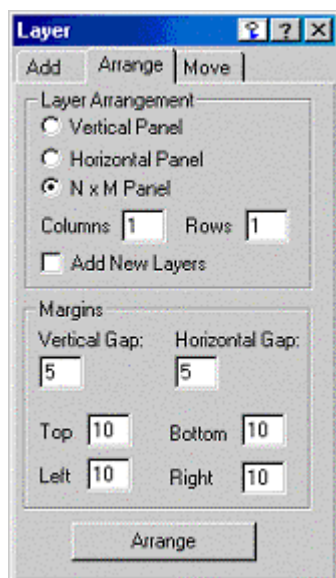 Layer ?
Add Arrange Move
Layer Arrangement
Vertical Panel
Horizontal Panel
N x M Panel
Columns 1 Rows 1
Add New Layers
Margins
Vertical Gap: Horizontal Gap:
5 5
Top 10 Bottom 10
Left 10 Right 10
Arrange